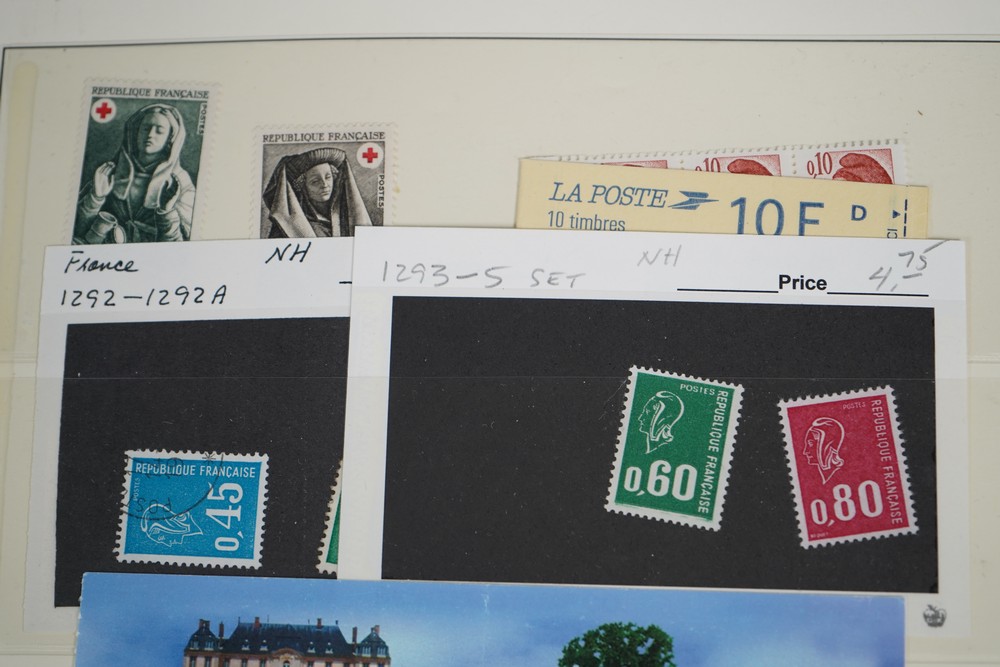 REPUBLIQUE FRANÇAISE
POSTES
REPUBLIQUE FRANÇAISE
POSTES
0,10
0,10
LA POSTE
10 timbres
10F D
France NH
1292-1292A
1293-5 SET NH
Price 4.75
REPUBLIQUE FRANÇAISE
POSTES
0,45
POSTES
REPUBLIQUE FRANÇAISE
0,60
POSTES
REPUBLIQUE FRANÇAISE
0,80